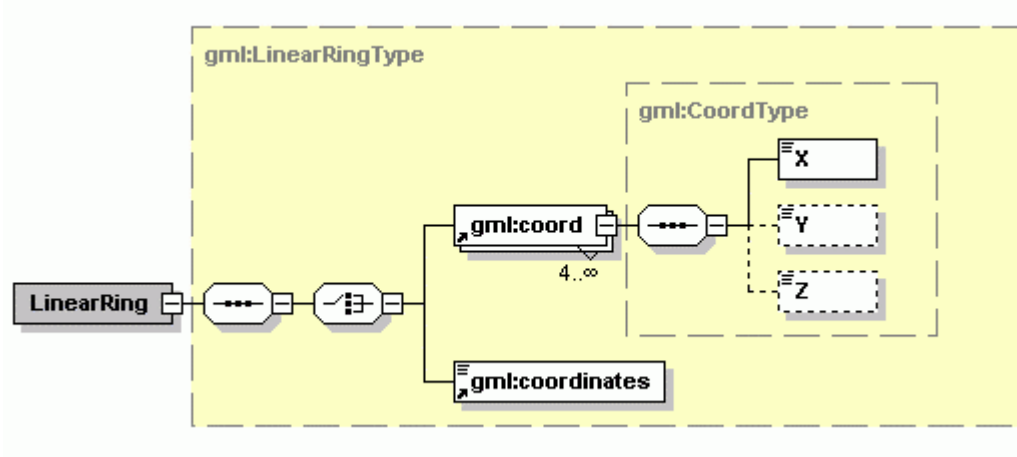 gml:LinearRingType
gml:CoordType
X
gml:coord
Y
4..∞
Z
LinearRing
gml:coordinates